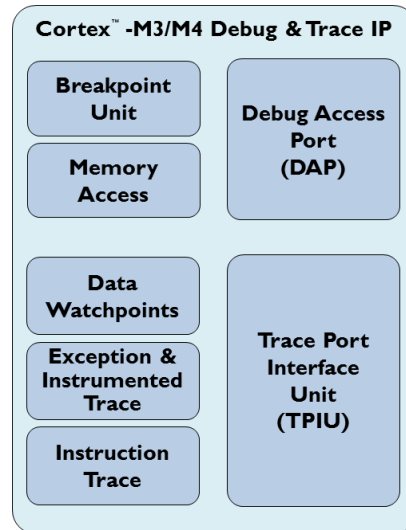 Cortex™ -M3/M4 Debug & Trace IP
Breakpoint
Unit
Memory
Access
Debug Access
Port
(DAP)
Data
Watchpoints
Exception &
Instrumented
Trace
Instruction
Trace
Trace Port
Interface
Unit
(TPIU)